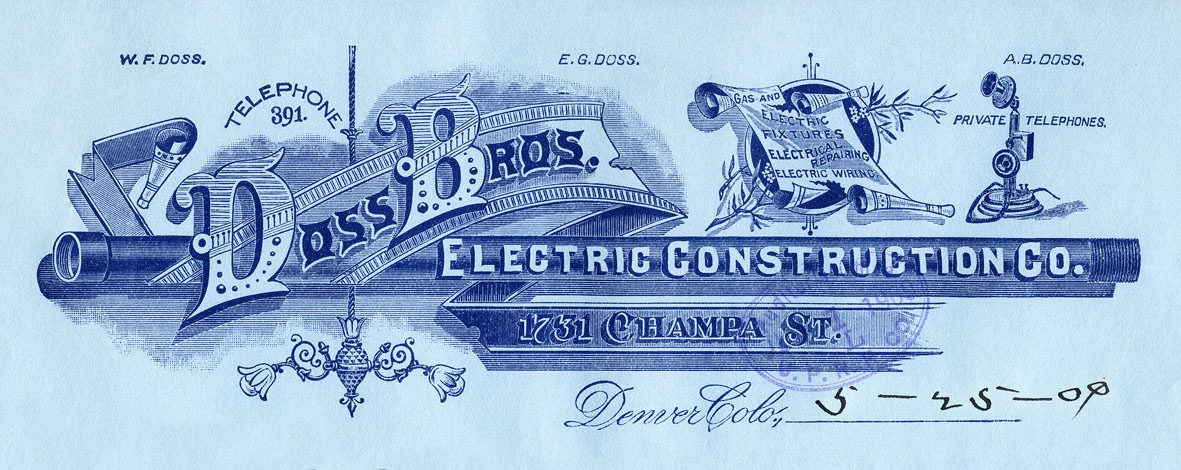 W. F. DOSS.
E. G. DOSS.
A. B. DOSS.
TELEPHONE
391.
DOSS BROS.
GAS AND
ELECTRIC
FIXTURES
ELECTRICAL
REPAIRING
ELECTRIC WIRING
PRIVATE TELEPHONES.
ELECTRIC CONSTRUCTION CO.
1731 CHAMPA ST.
Denver Colo., 5-25-09